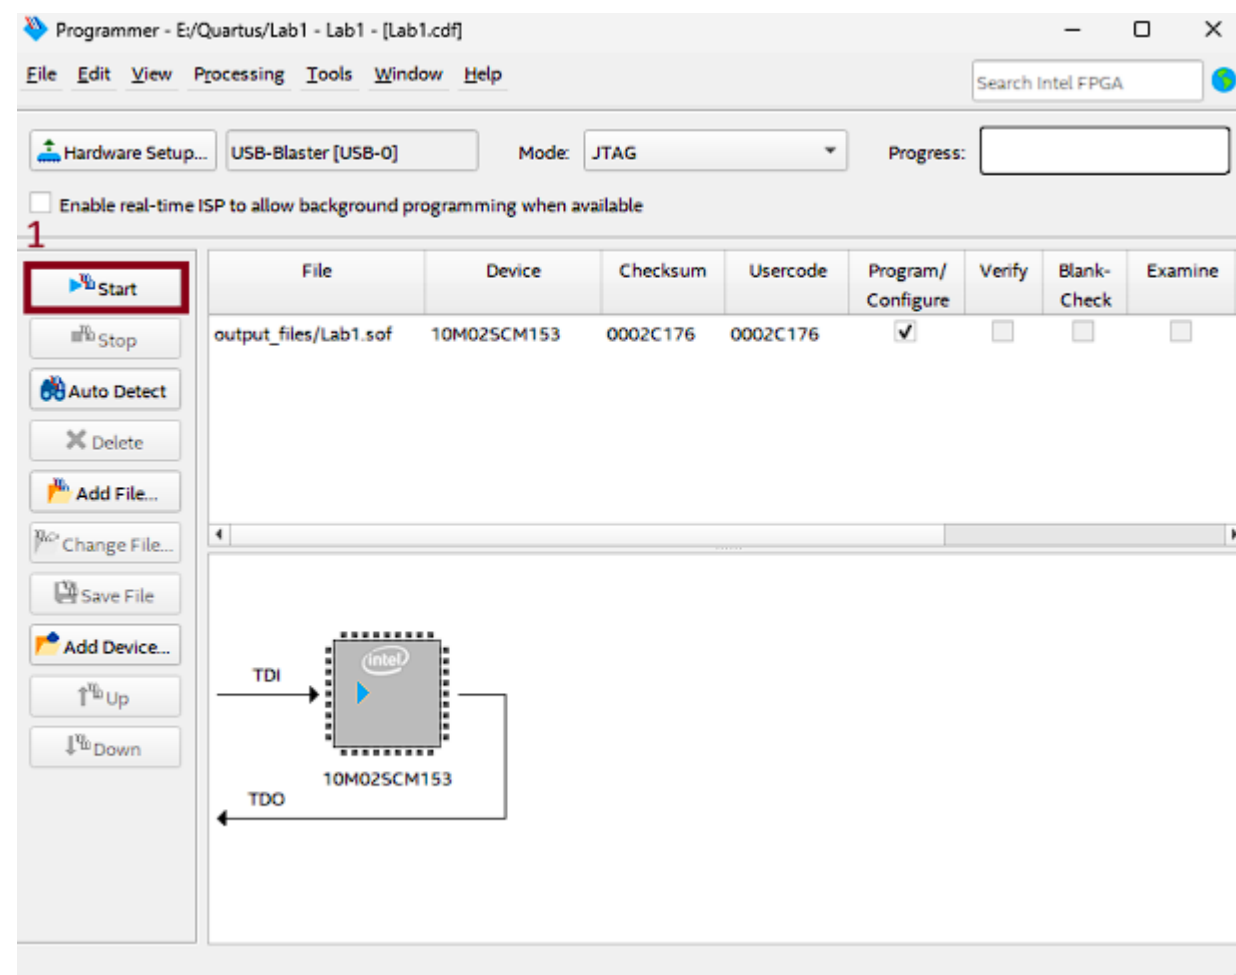 Programmer - E:/Quartus/Lab1 - Lab1 - [Lab1.cdf]
File Edit View Processing Tools Window Help
Search Intel FPGA
Hardware Setup... USB-Blaster [USB-0] Mode: JTAG Progress:
Enable real-time ISP to allow background programming when available
1
Start
Stop
Auto Detect
Delete
Add File...
Change File...
Save File
Add Device...
Up
Down
File Device Checksum Usercode Program/ Verify Blank- Examine
Configure Check
output_files/Lab1.sof 10M02SCM153 0002C176 0002C176
intel
TDI
10M02SCM153
TDO